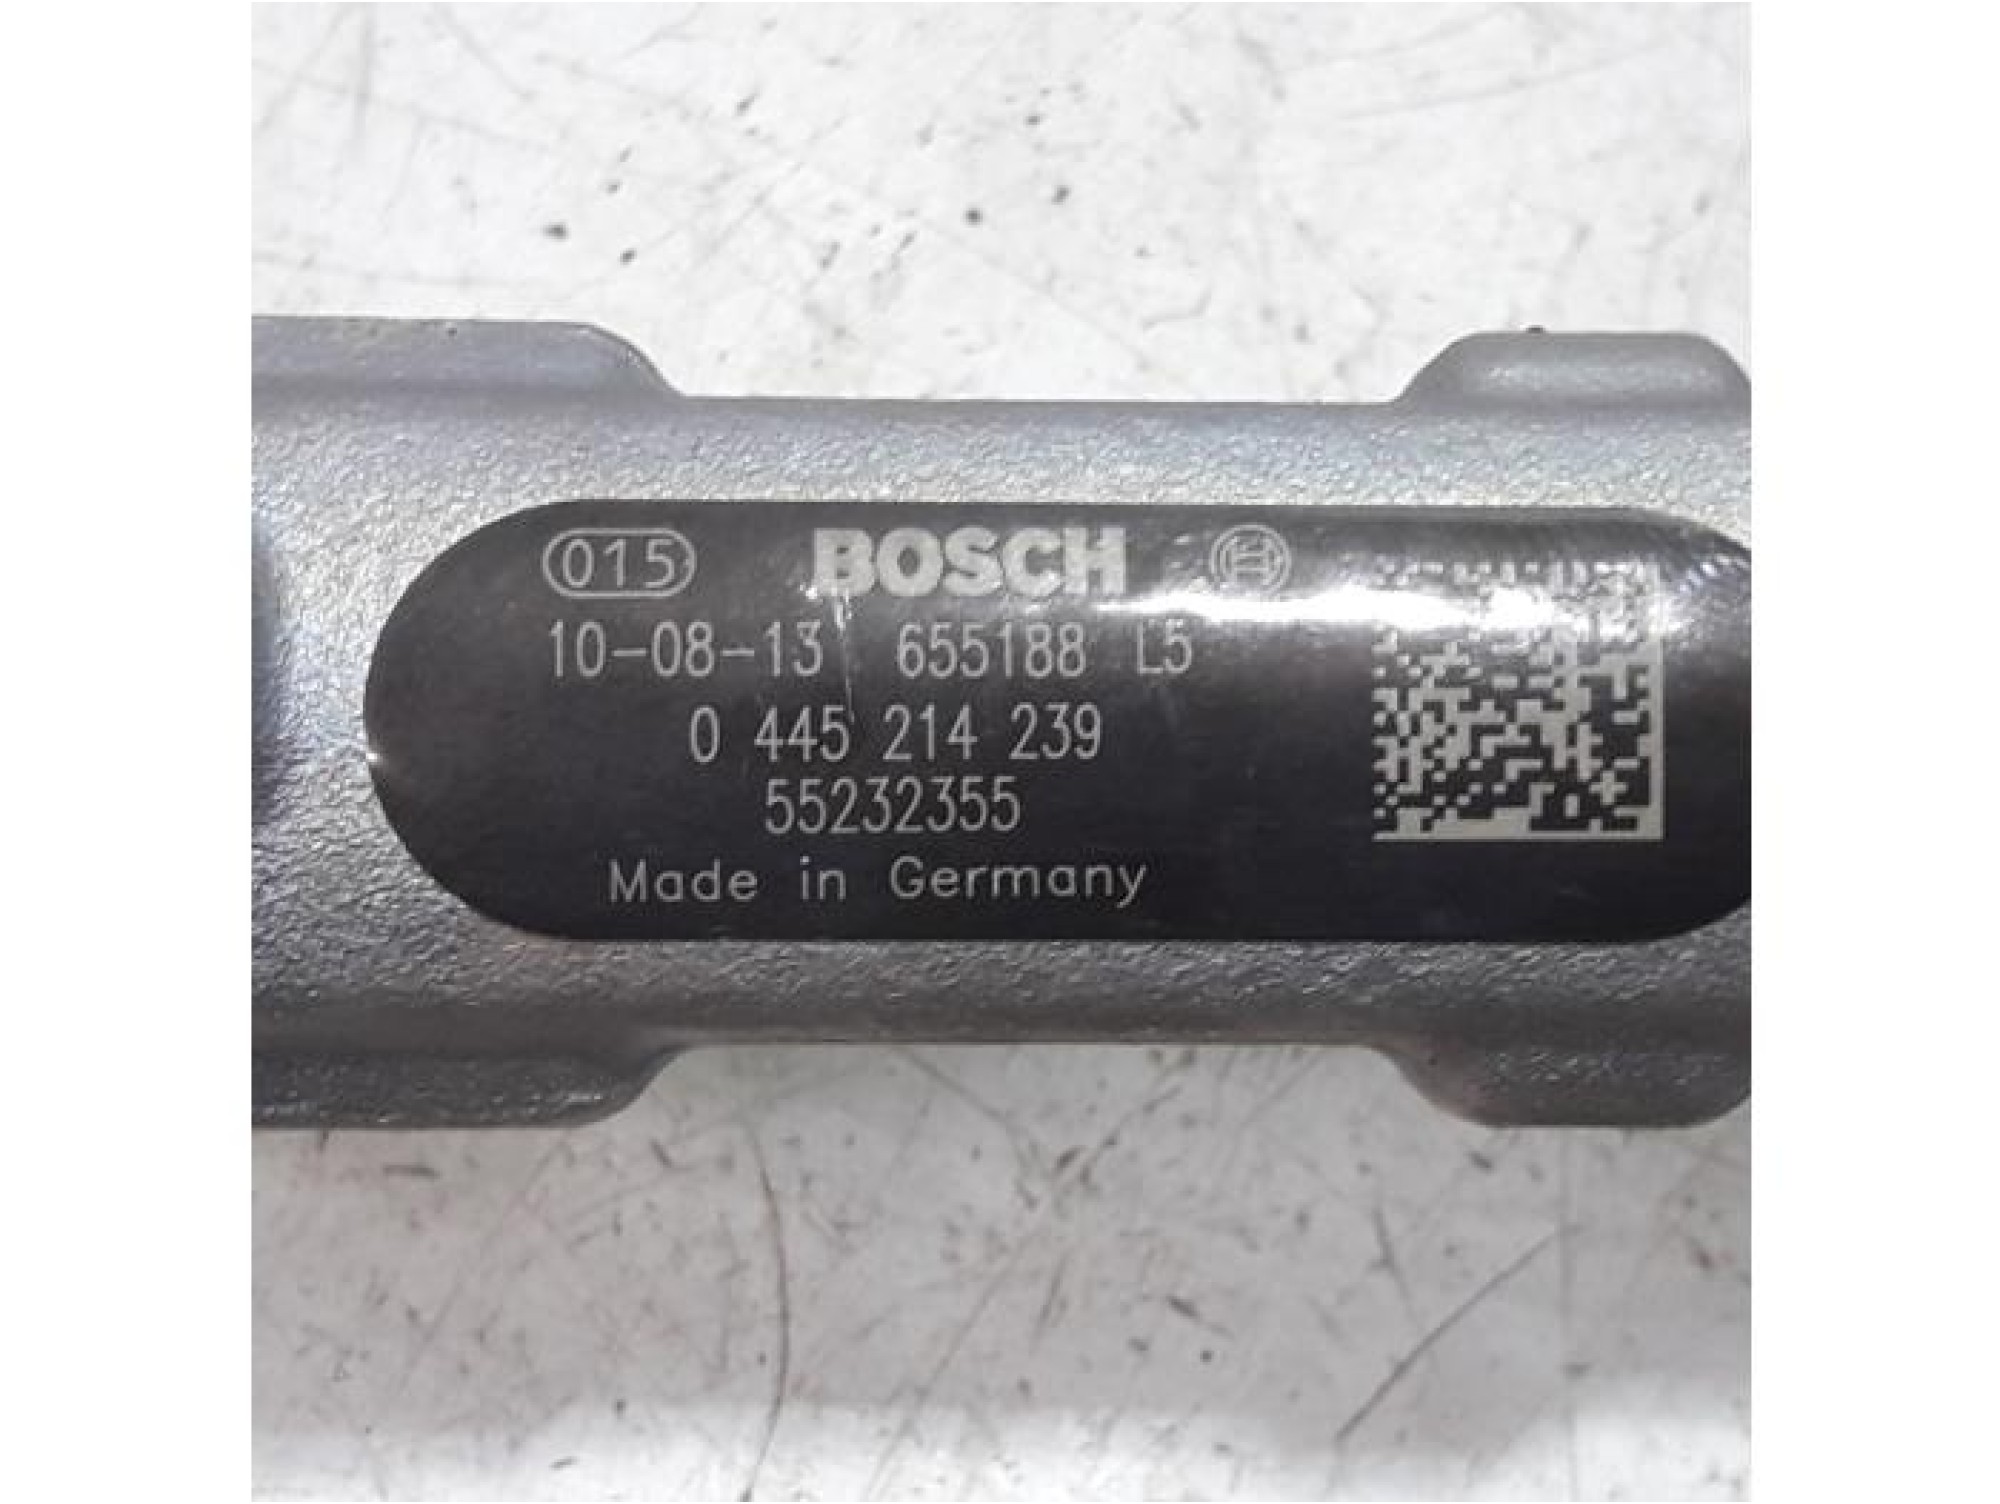 015 BOSCH
10-08-13 655188 L5
0 445 214 239
55232355
Made in Germany